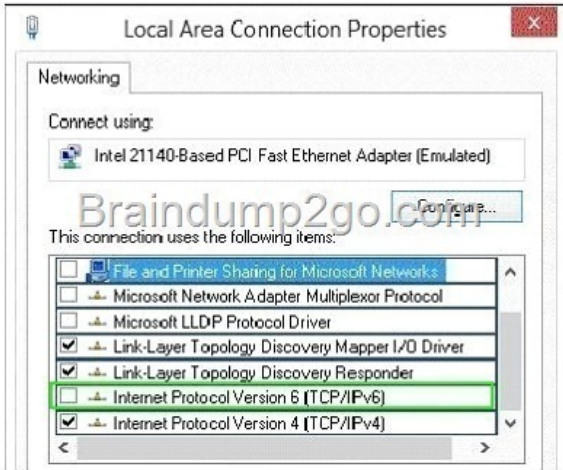 Local Area Connection Properties
Networking
Connect using:
Intel 21140-Based PCI Fast Ethernet Adapter (Emulated)
Braindump2go.com
Configure...
This connection uses the following items:
File and Printer Sharing for Microsoft Networks
Microsoft Network Adapter Multiplexor Protocol
Microsoft LLDP Protocol Driver
Link-Layer Topology Discovery Mapper I/O Driver
Link-Layer Topology Discovery Responder
Internet Protocol Version 6 (TCP/IPv6)
Internet Protocol Version 4 (TCP/IPv4)